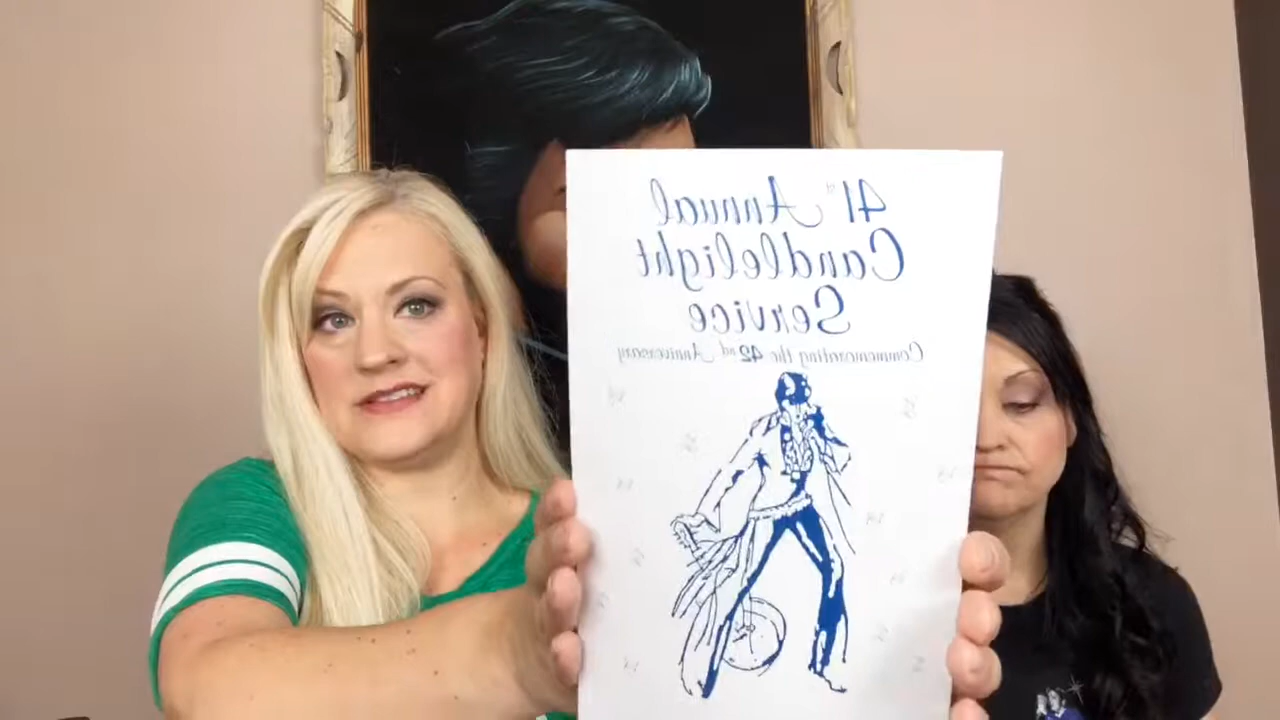 41st Annual
Candlelight
Service
Commemorating the 42nd Anniversary